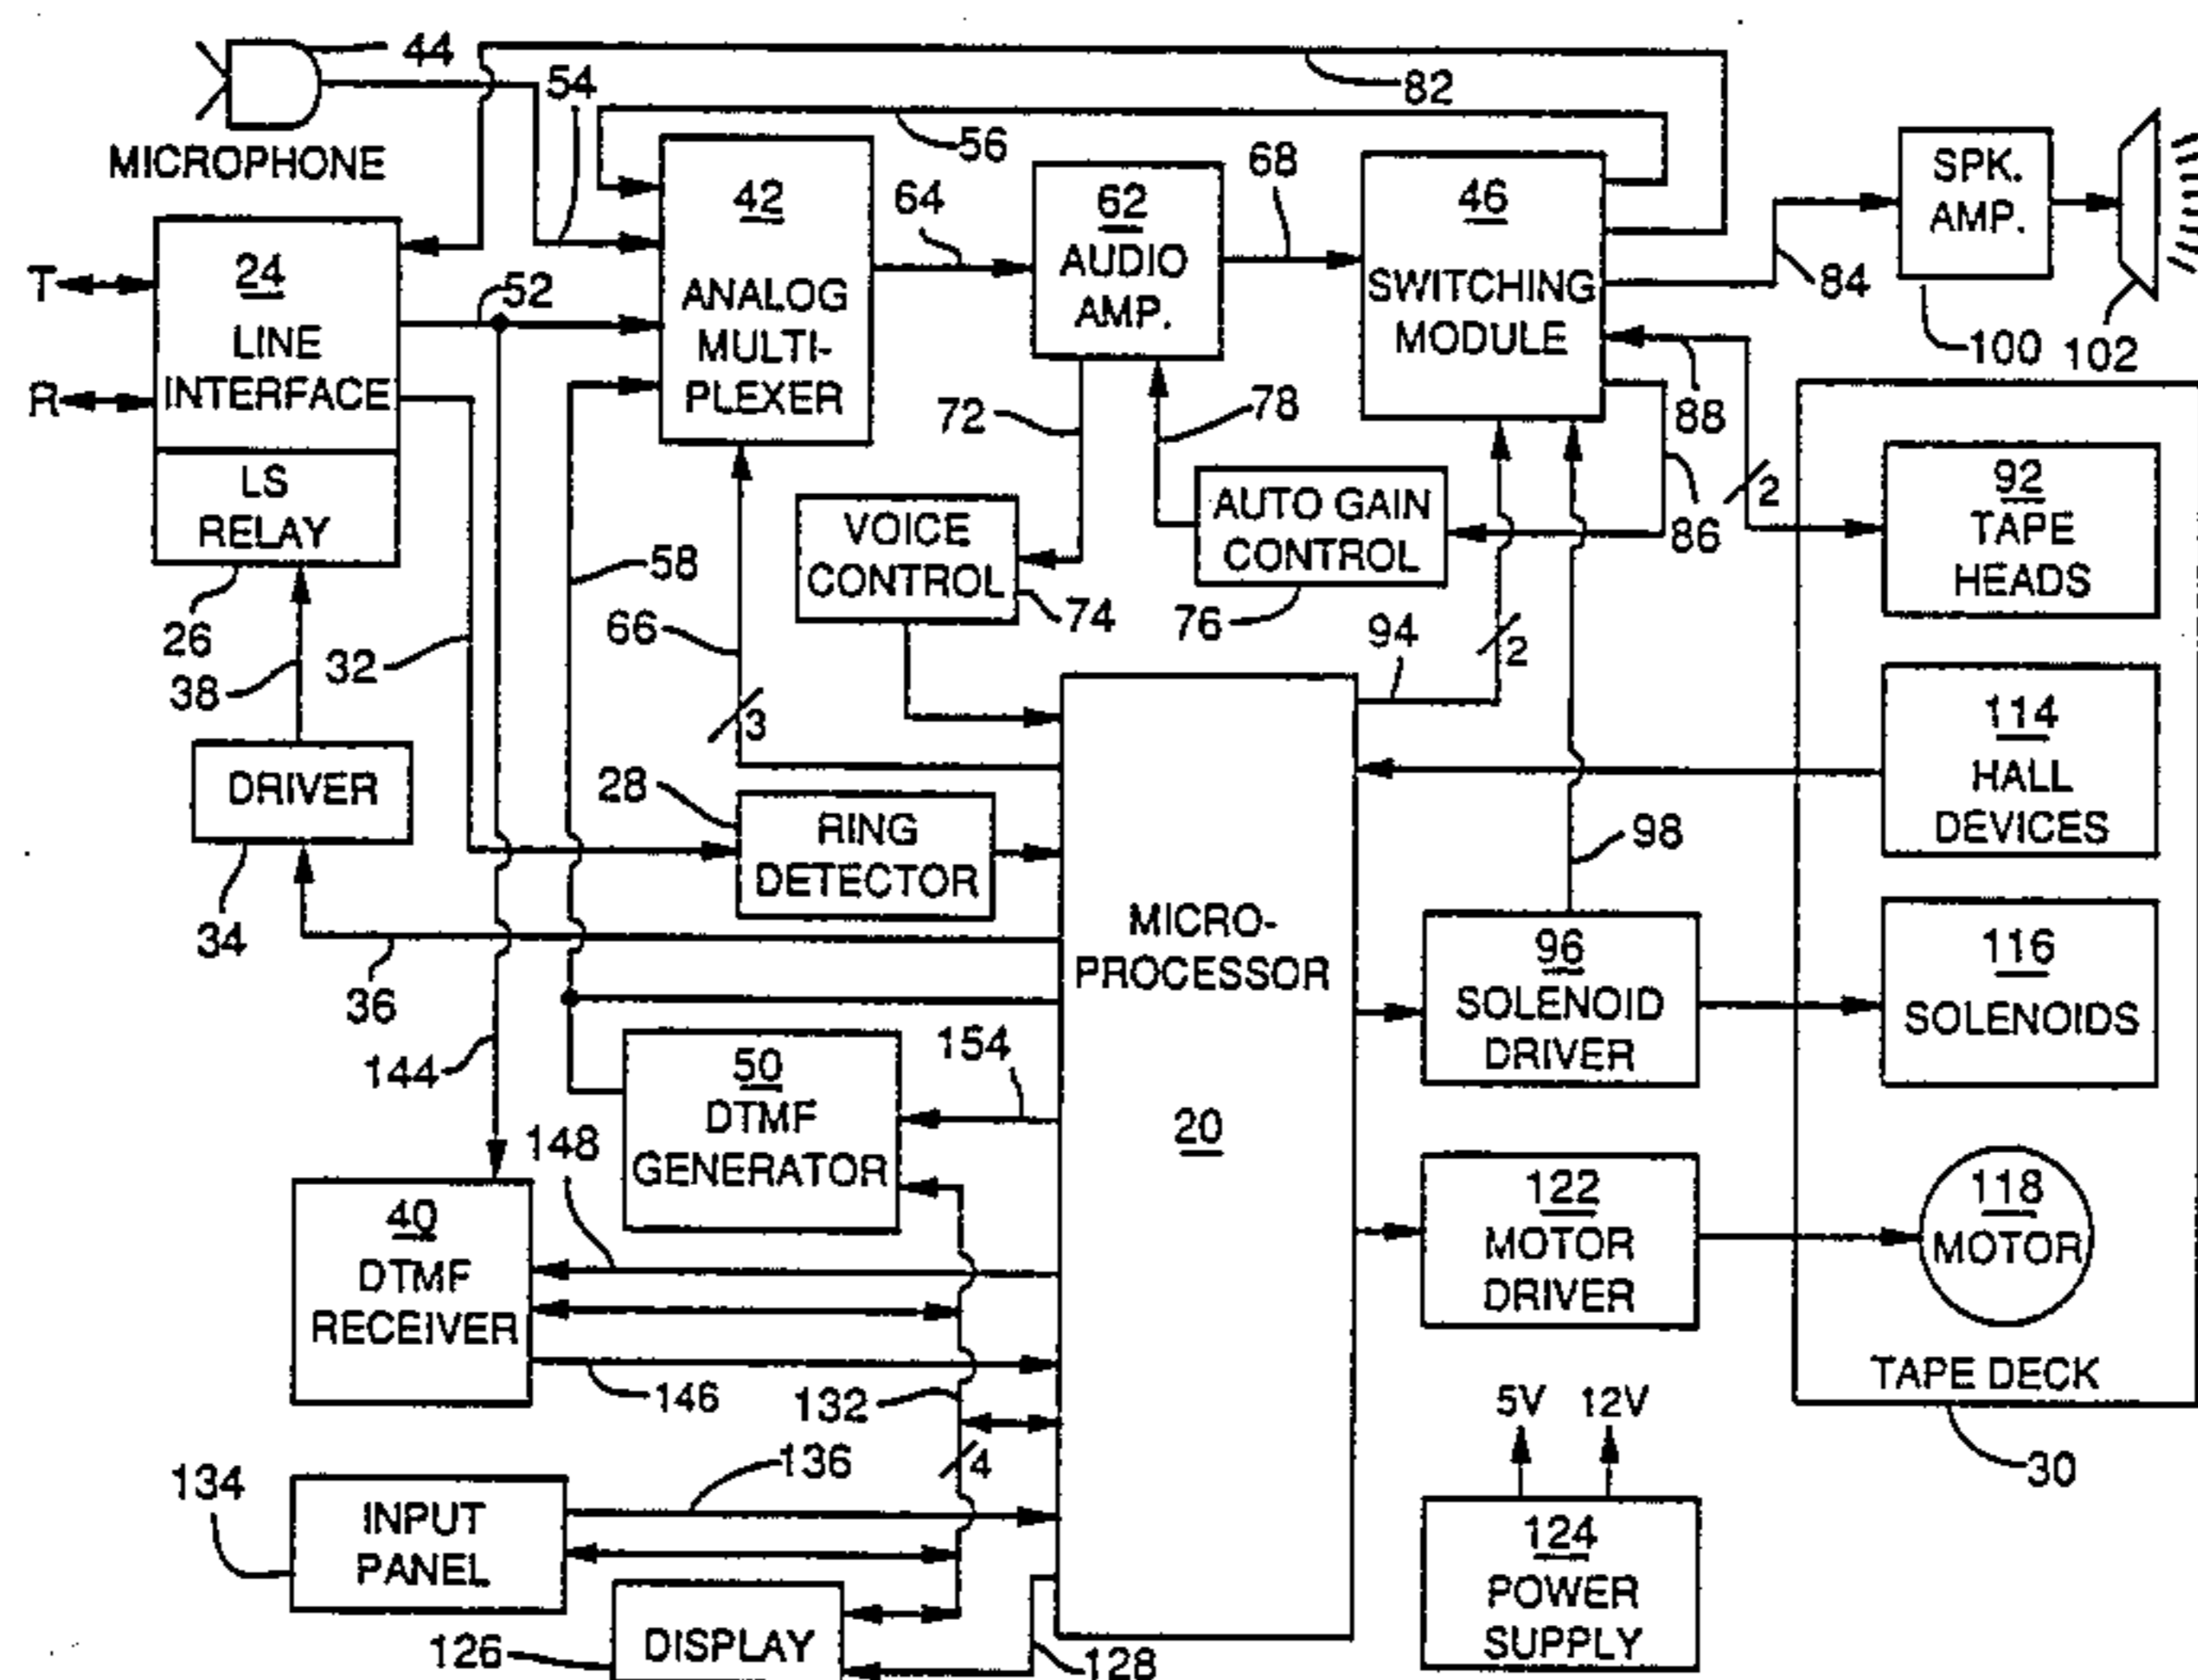 44
54
82
56
MICROPHONE
42
ANALOG
MULTI-
PLEXER
64
62
AUDIO
AMP.
68
46
SWITCHING
MODULE
SPK.
AMP.
84
100
102
T
R
24
LINE
INTERFACE
52
LS
RELAY
26
38
32
58
66
3
72
78
VOICE
CONTROL
74
AUTO GAIN
CONTROL
76
86
88
2
94
2
92
TAPE
HEADS
114
HALL
DEVICES
DRIVER
34
36
28
RING
DETECTOR
98
MICRO-
PROCESSOR
20
96
SOLENOID
DRIVER
116
SOLENOIDS
144
50
DTMF
GENERATOR
154
148
40
DTMF
RECEIVER
146
132
4
122
MOTOR
DRIVER
118
MOTOR
TAPE DECK
30
5V
12V
134
INPUT
PANEL
136
124
POWER
SUPPLY
126
DISPLAY
128